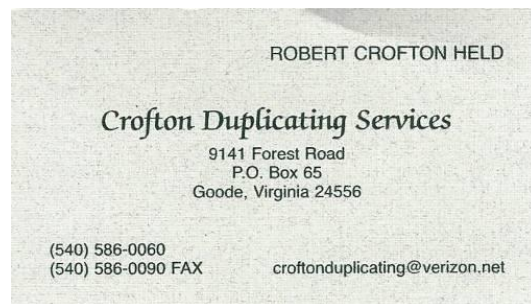 ROBERT CROFTON HELD
Crofton Duplicating Services
9141 Forest Road
P.O. Box 65
Goode, Virginia 24556
(540) 586-0060
(540) 586-0090 FAX
croftonduplicating@verizon.net